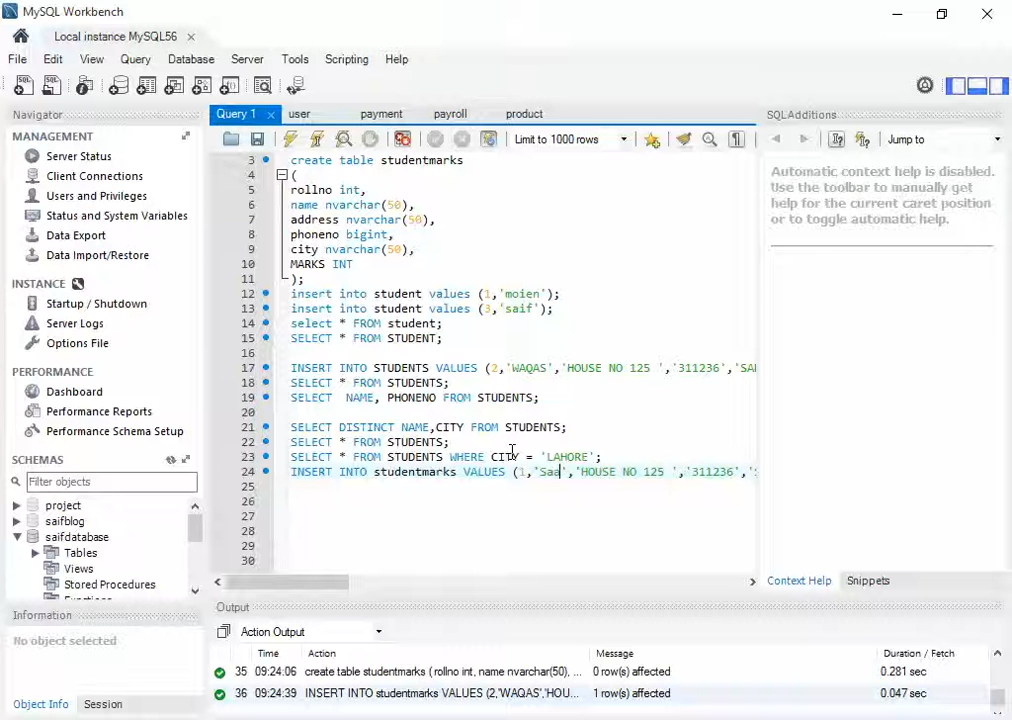 MySQL Workbench
Local instance MySQL56
File Edit View Query Database Server Tools Scripting Help
Navigator
MANAGEMENT
Server Status
Client Connections
Users and Privileges
Status and System Variables
Data Export
Data Import/Restore
INSTANCE
Startup / Shutdown
Server Logs
Options File
PERFORMANCE
Dashboard
Performance Reports
Performance Schema Setup
SCHEMAS
Filter objects
project
saifblog
saifdatabase
Tables
Views
Stored Procedures
Information
No object selected
Object Info Session
Query 1 user payment payroll product
Limit to 1000 rows
3 create table studentmarks
4 (
5 rollno int,
6 name nvarchar(50),
7 address nvarchar(50),
8 phoneno bigint,
9 city nvarchar(50),
10 MARKS INT
11 );
12 insert into student values (1,'moien');
13 insert into student values (3,'saif');
14 select * FROM student;
15 SELECT * FROM STUDENT;
16
17 INSERT INTO STUDENTS VALUES (2,'WAQAS','HOUSE NO 125 ','311236','SA
18 SELECT * FROM STUDENTS;
19 SELECT  NAME, PHONENO FROM STUDENTS;
20
21 SELECT DISTINCT NAME,CITY FROM STUDENTS;
22 SELECT * FROM STUDENTS;
23 SELECT * FROM STUDENTS WHERE CITY = 'LAHORE';
24 INSERT INTO studentmarks VALUES (1,'Saa','HOUSE NO 125 ','311236','S
25
26
27
28
29
30
SQLAdditions
Jump to
Automatic context help is disabled.
Use the toolbar to manually get
help for the current caret position
or to toggle automatic help.
Context Help Snippets
Output
Action Output
Time Action Message Duration / Fetch
35 09:24:06 create table studentmarks ( rollno int, name nvarchar(50), ... 0 row(s) affected 0.281 sec
36 09:24:39 INSERT INTO studentmarks VALUES (2,'WAQAS','HOU... 1 row(s) affected 0.047 sec